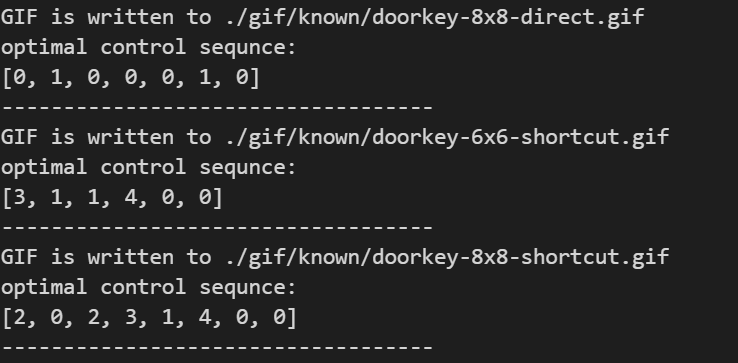 GIF is written to ./gif/known/doorkey-8x8-direct.gif
optimal control sequnce:
[0, 1, 0, 0, 0, 1, 0]
-----------------------------------
GIF is written to ./gif/known/doorkey-6x6-shortcut.gif
optimal control sequnce:
[3, 1, 1, 4, 0, 0]
-----------------------------------
GIF is written to ./gif/known/doorkey-8x8-shortcut.gif
optimal control sequnce:
[2, 0, 2, 3, 1, 4, 0, 0]
-----------------------------------